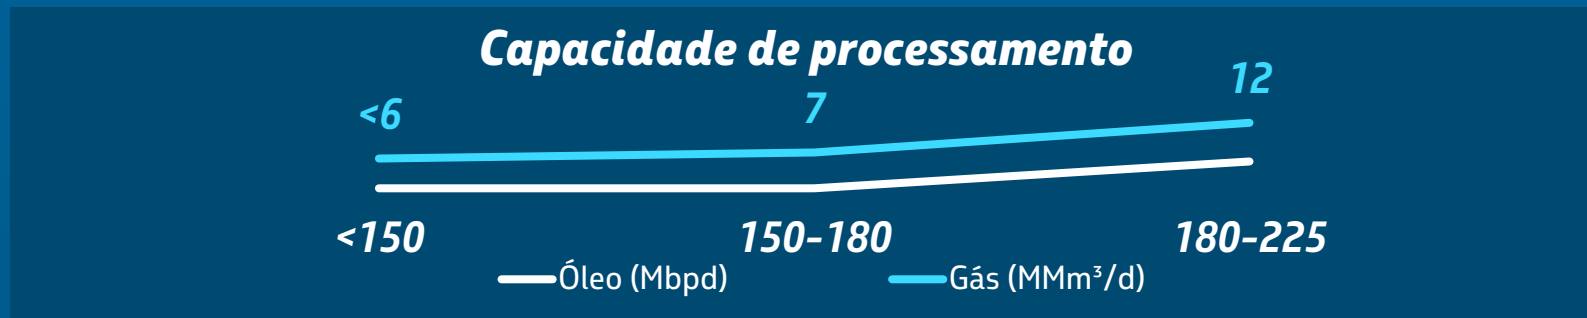 Capacidade de processamento
<6 7 12
<150 150-180 180-225
Óleo (Mbpd) Gás (MMm³/d)